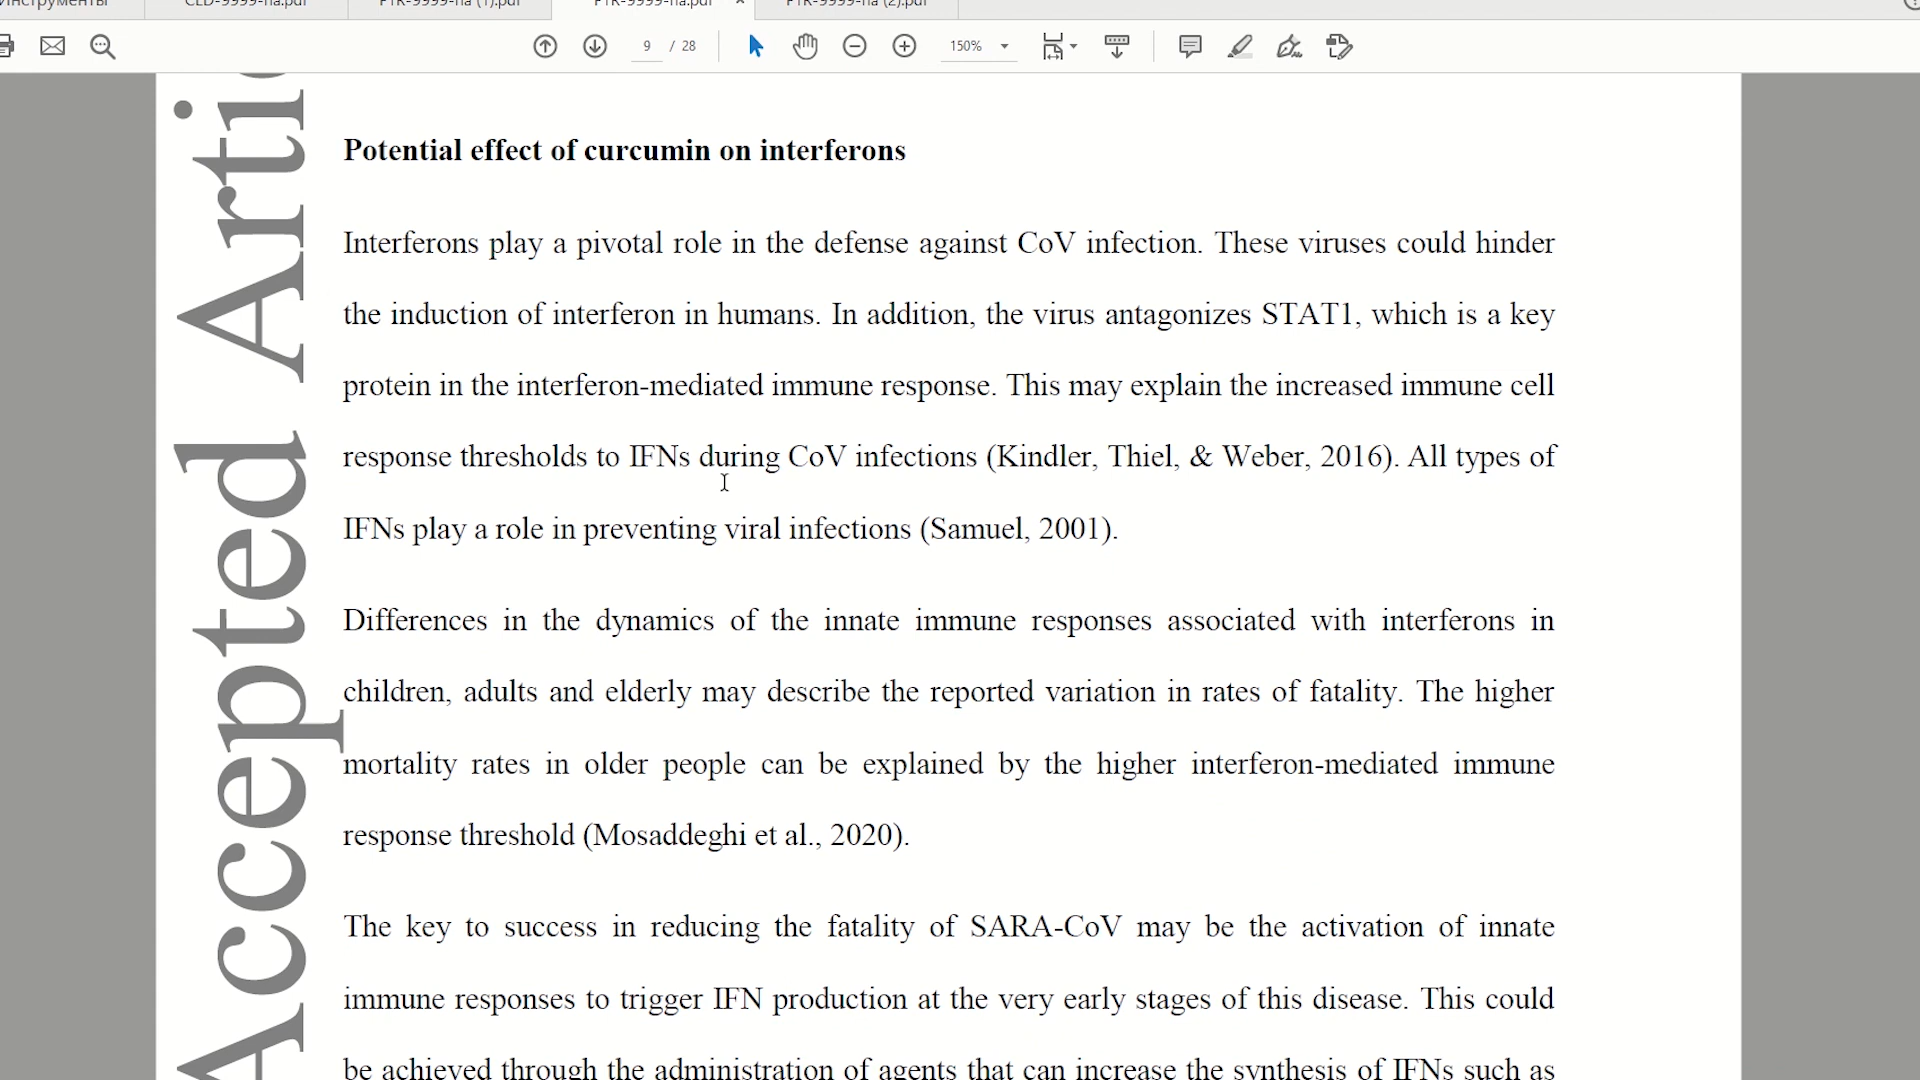 Инструменты CLD-9999-na.pdf PTR-9999-na (1).pdf PTR-9999-na.pdf × PTR-9999-na (2).pdf
9 / 28 150%
Accepted Artic
Potential effect of curcumin on interferons
Interferons play a pivotal role in the defense against CoV infection. These viruses could hinder
the induction of interferon in humans. In addition, the virus antagonizes STAT1, which is a key
protein in the interferon-mediated immune response. This may explain the increased immune cell
response thresholds to IFNs during CoV infections (Kindler, Thiel, & Weber, 2016). All types of
IFNs play a role in preventing viral infections (Samuel, 2001).
Differences in the dynamics of the innate immune responses associated with interferons in
children, adults and elderly may describe the reported variation in rates of fatality. The higher
mortality rates in older people can be explained by the higher interferon-mediated immune
response threshold (Mosaddeghi et al., 2020).
The key to success in reducing the fatality of SARA-CoV may be the activation of innate
immune responses to trigger IFN production at the very early stages of this disease. This could
be achieved through the administration of agents that can increase the synthesis of IFNs such as